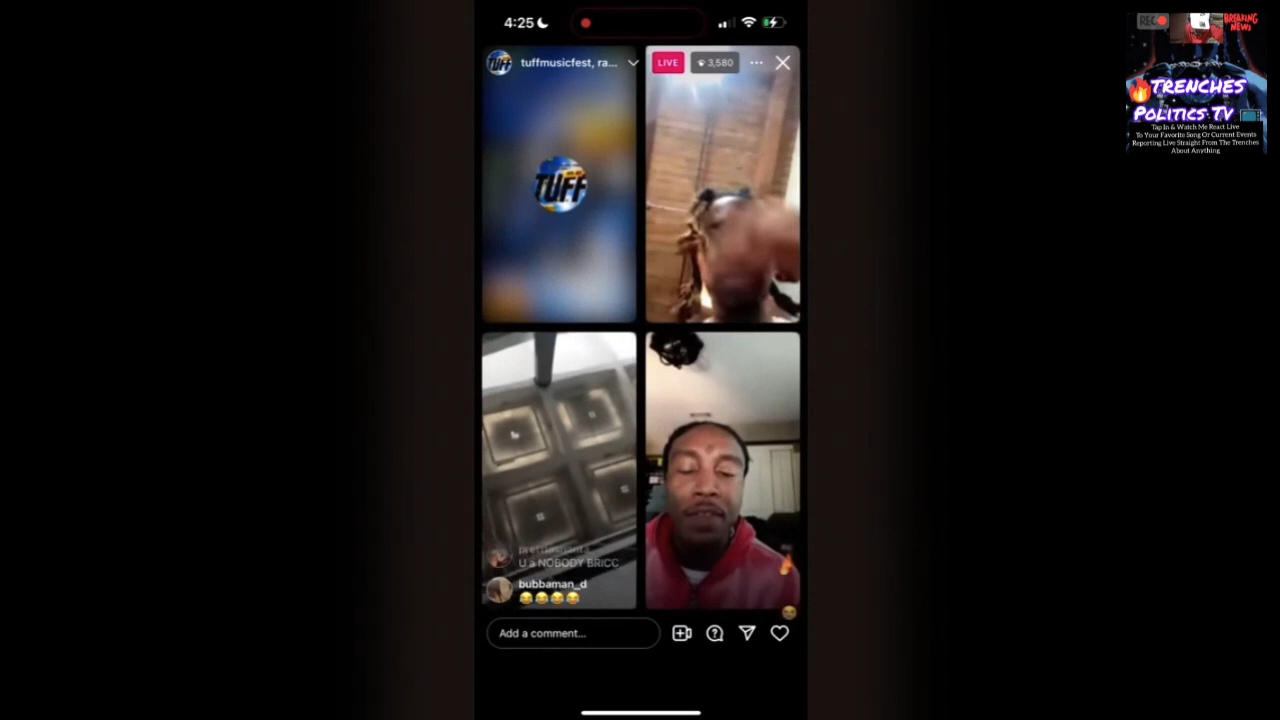 4:25
tuffmusicfest, ra...
LIVE
3,580
TUFF
TUFF
U a NOBODY BRICC
bubbaman_d
Add a comment...
REC
BREAKING
NEWS
TRENCHES
POLITICS TV
Tap In & Watch Me React Live
To Your Favorite Song Or Current Events
Reporting Live Straight From The Trenches
About Anything